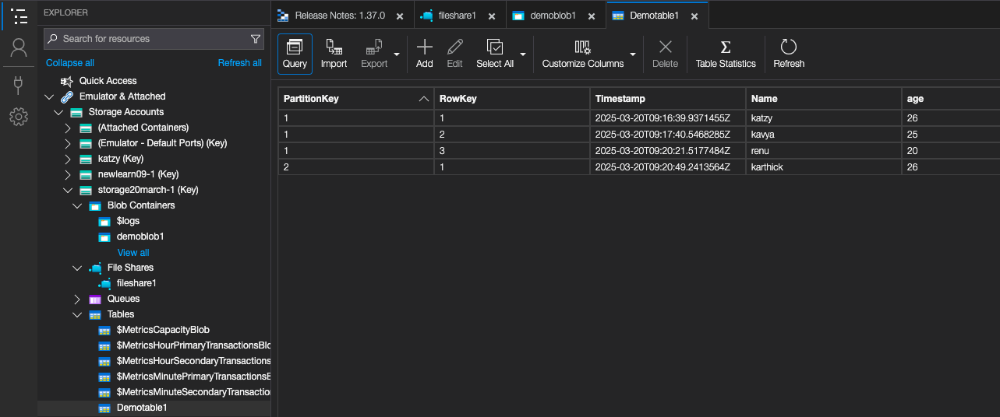 EXPLORER
Search for resources
Collapse all Refresh all
Quick Access
Emulator & Attached
Storage Accounts
(Attached Containers)
(Emulator - Default Ports) (Key)
katzy (Key)
newlearn09-1 (Key)
storage20march-1 (Key)
Blob Containers
$logs
demoblob1
View all
File Shares
fileshare1
Queues
Tables
$MetricsCapacityBlob
$MetricsHourPrimaryTransactionsBlo
$MetricsHourSecondaryTransactions
$MetricsMinutePrimaryTransactionsB
$MetricsMinuteSecondaryTransaction
Demotable1
Release Notes: 1.37.0 fileshare1 demoblob1 Demotable1
Query Import Export Add Edit Select All Customize Columns Delete Σ Table Statistics Refresh
PartitionKey RowKey Timestamp Name age
1 1 2025-03-20T09:16:39.9371455Z katzy 26
1 2 2025-03-20T09:17:40.5468285Z kavya 25
1 3 2025-03-20T09:20:21.5177484Z renu 20
2 1 2025-03-20T09:20:49.2413564Z karthick 26